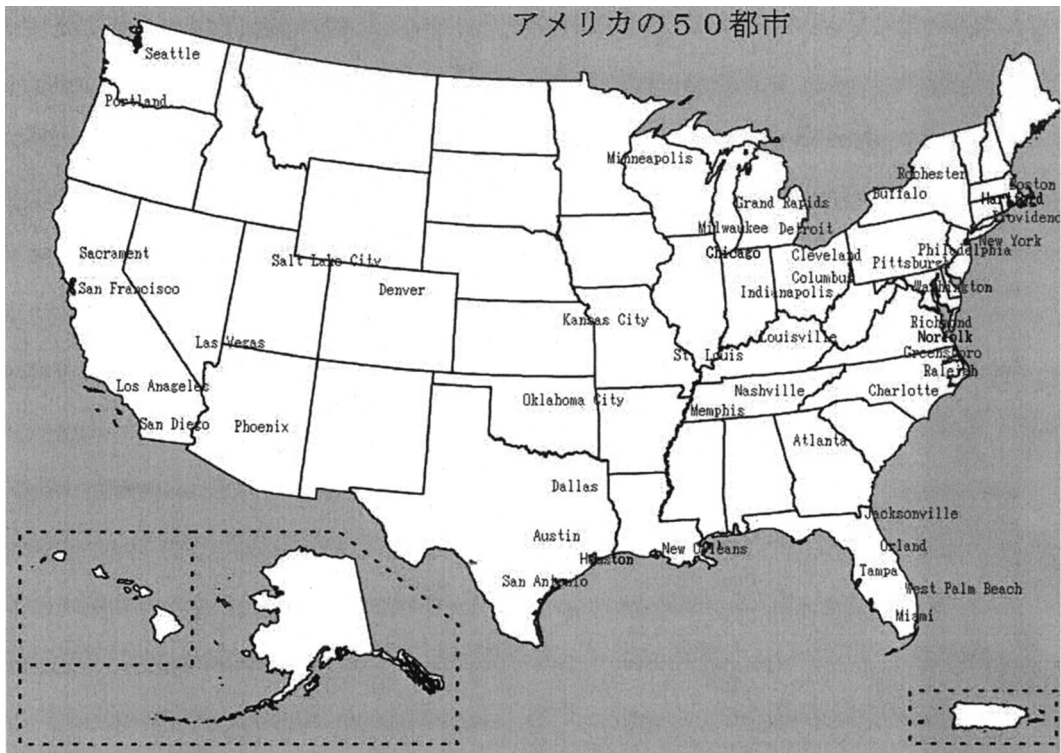 アメリカの５０都市
Seattle
Portland
Minneapolis
Rochester
Boston
Buffalo
Hartford
Grand Rapids
Providenc
Milwaukee
Detroit
New York
Sacrament
Chicago
Cleveland
Philadelphia
Salt Lake City
Pittsburg
Columbus
San Francisco
Denver
Indianapolis
Washington
Kansas City
Richmond
Louisville
Norfolk
Las Vegas
St. Louis
Greensboro
Raleigh
Los Anageles
Nashville
Charlotte
Oklahoma City
Memphis
San Diego
Phoenix
Atlanta
Dallas
Jacksonville
Austin
New Orleans
Orland
Houston
Tampa
San Antonio
West Palm Beach
Miami